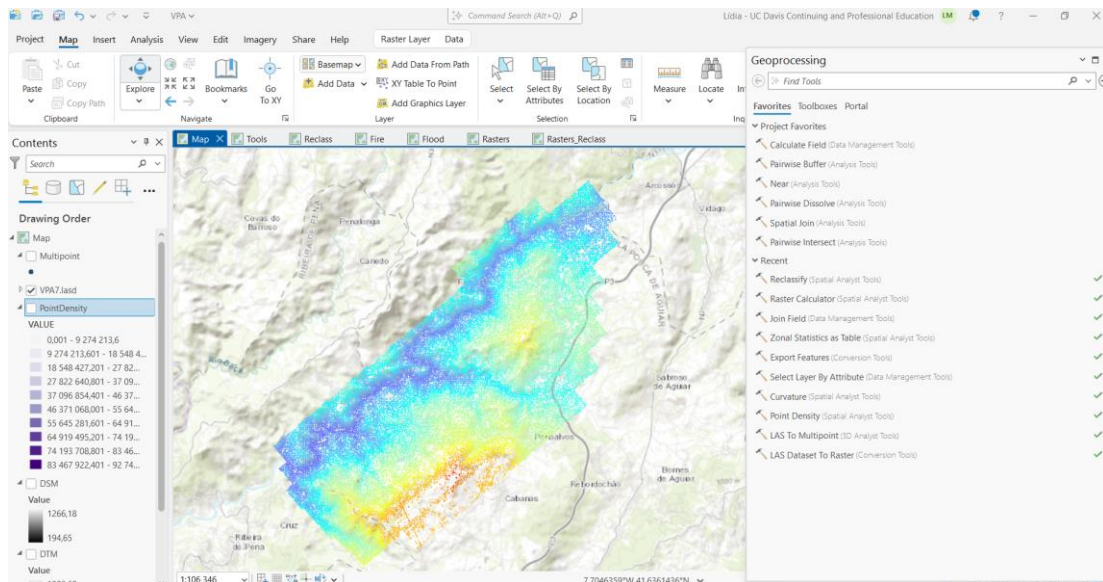 VPA
Command Search (Alt+Q)
Lídia - UC Davis Continuing and Professional Education LM ?
Project Map Insert Analysis View Edit Imagery Share Help Raster Layer Data
Cut
Copy
Copy Path
Paste
Clipboard
Explore
Bookmarks
Go To XY
Navigate
Basemap
Add Data
Add Data From Path
XY Table To Point
Add Graphics Layer
Layer
Select
Select By Attributes
Select By Location
Selection
Measure
Locate
Inq
Contents
Search
Drawing Order
Map
Multipoint
VPA7.lasd
PointDensity
VALUE
0,001 - 9 274 213,6
9 274 213,601 - 18 548 4...
18 548 427,201 - 27 82...
27 822 640,801 - 37 09...
37 096 854,401 - 46 37...
46 371 068,001 - 55 64...
55 645 281,601 - 64 91...
64 919 495,201 - 74 19...
74 193 708,801 - 83 46...
83 467 922,401 - 92 74...
DSM
Value
1266,18
194,65
DTM
Value
Map Tools Reclass Fire Flood Rasters Rasters_Reclass
Vidago
Covas do
Barroso
Canedo
Sabroso
de Aguiar
Pensalvos
Bornes
de Aguiar
Rebordochão
Cabanas
Cruz
Ribeira
de Pena
1:106 346
7,7046359°W 41,6361436°N
Geoprocessing
Find Tools
Favorites Toolboxes Portal
Project Favorites
Calculate Field (Data Management Tools)
Pairwise Buffer (Analysis Tools)
Near (Analysis Tools)
Pairwise Dissolve (Analysis Tools)
Spatial Join (Analysis Tools)
Pairwise Intersect (Analysis Tools)
Recent
Reclassify (Spatial Analyst Tools)
Raster Calculator (Spatial Analyst Tools)
Join Field (Data Management Tools)
Zonal Statistics as Table (Spatial Analyst Tools)
Export Features (Conversion Tools)
Select Layer By Attribute (Data Management Tools)
Curvature (Spatial Analyst Tools)
Point Density (Spatial Analyst Tools)
LAS To Multipoint (3D Analyst Tools)
LAS Dataset To Raster (Conversion Tools)